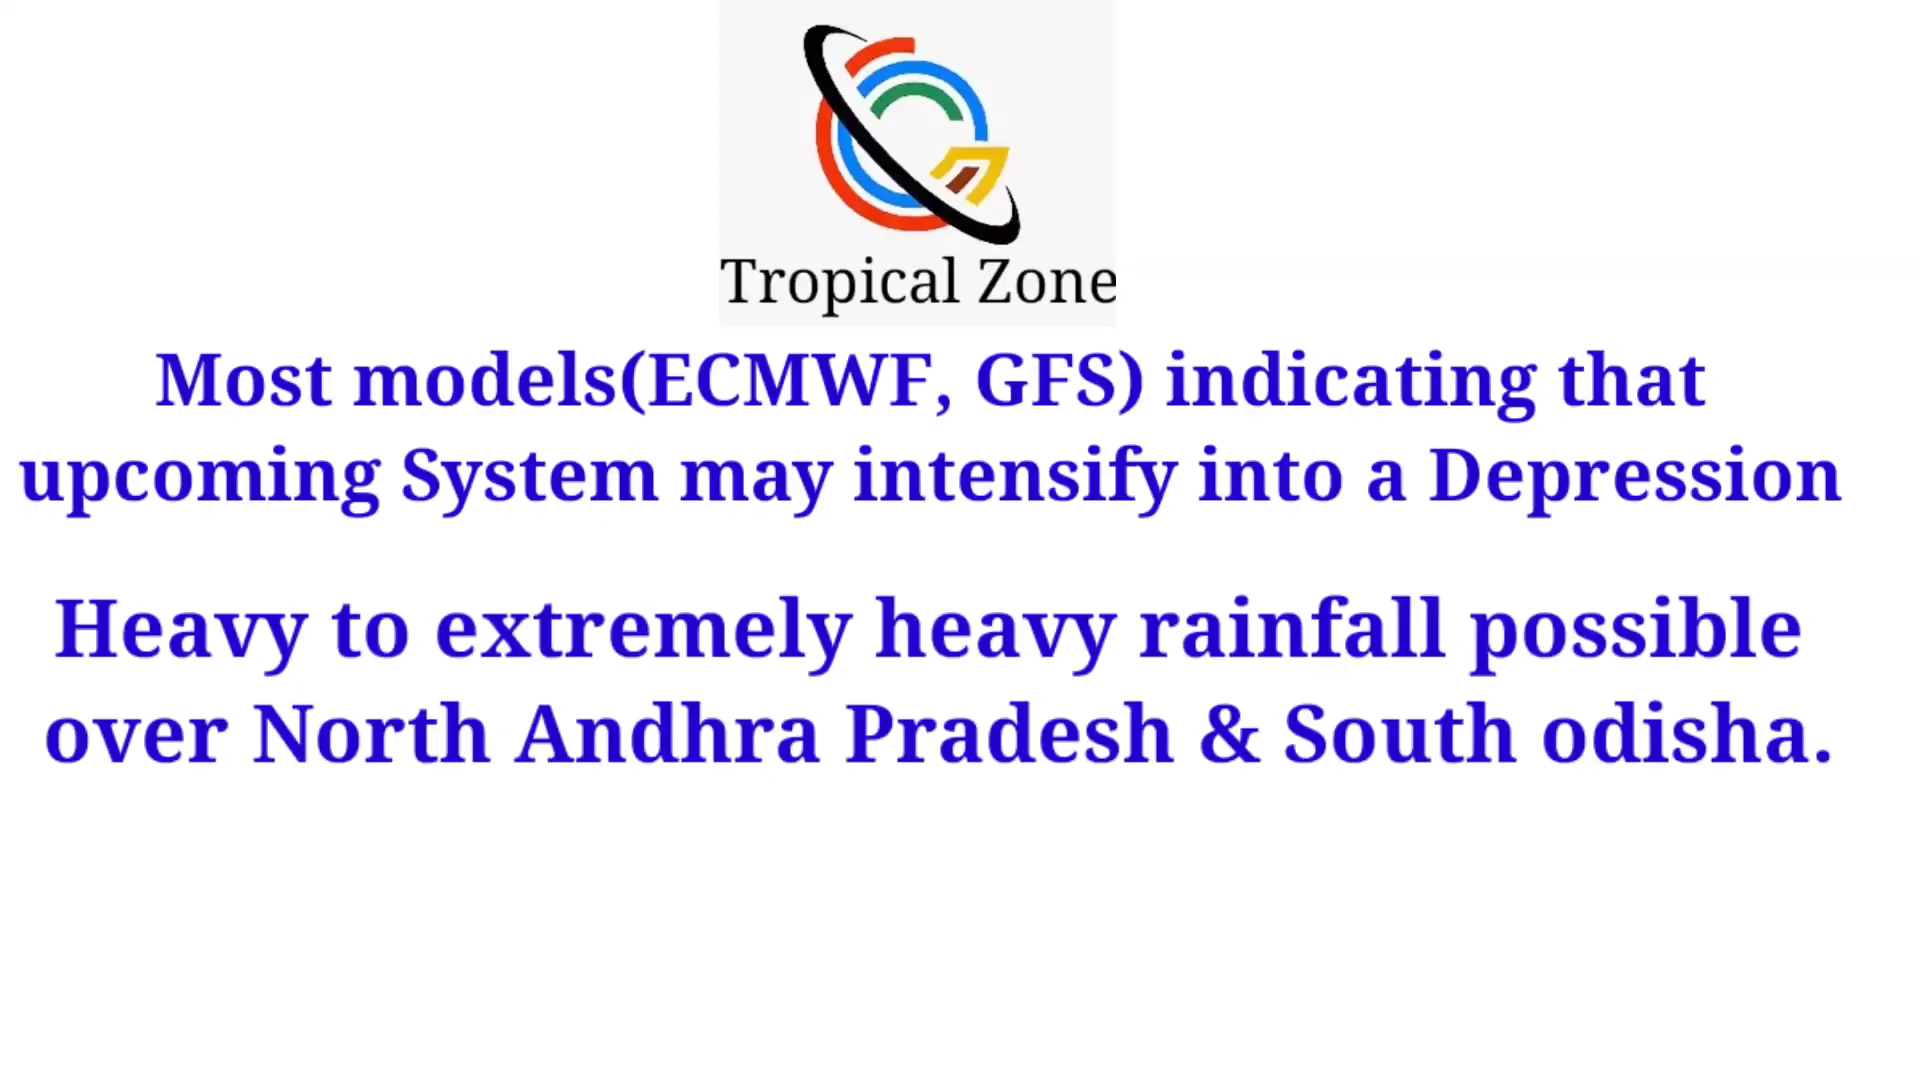 Tropical Zone
Most models(ECMWF, GFS) indicating that
upcoming System may intensify into a Depression
Heavy to extremely heavy rainfall possible
over North Andhra Pradesh & South odisha.